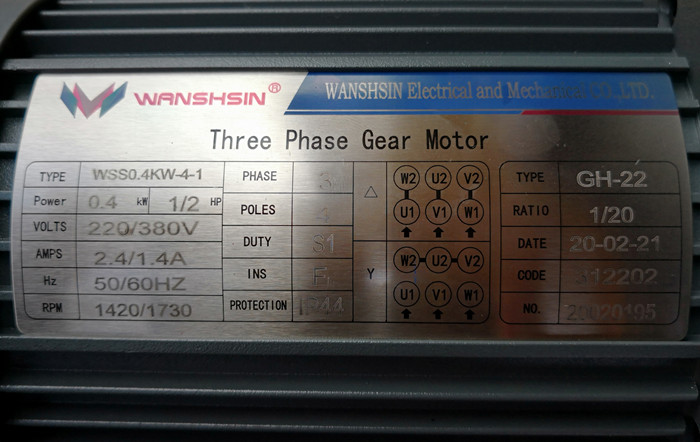 WANSHSIN®
WANSHSIN Electrical and Mechanical CO.,LTD.
Three Phase Gear Motor
TYPE WSS0.4KW-4-1
Power 0.4 kW 1/2 HP
VOLTS 220/380V
AMPS 2.4/1.4A
Hz 50/60HZ
RPM 1420/1730
PHASE 3
POLES
DUTY S1
INS
PROTECTION IP44
△ W2 U2 V2
U1 V1 W1
Y W2 U2 V2
U1 V1 W1
TYPE GH-22
RATIO 1/20
DATE 20-02-21
CODE
NO.